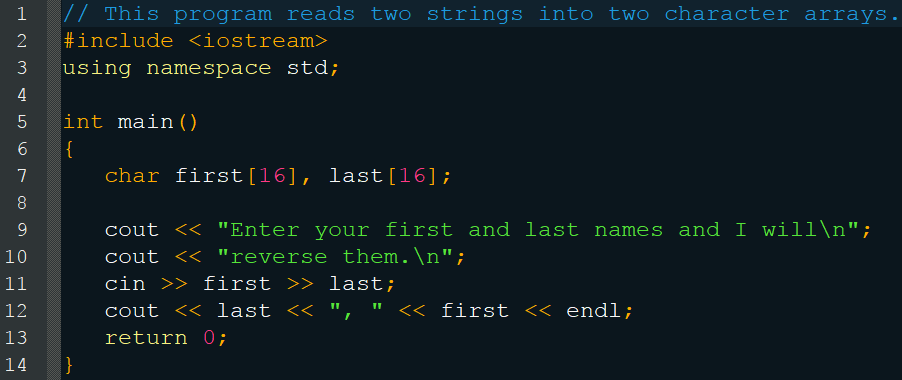 1 // This program reads two strings into two character arrays.
2 #include <iostream>
3 using namespace std;
4
5 int main()
6 {
7    char first[16], last[16];
8
9    cout << "Enter your first and last names and I will\n";
10    cout << "reverse them.\n";
11    cin >> first >> last;
12    cout << last << ", " << first << endl;
13    return 0;
14 }